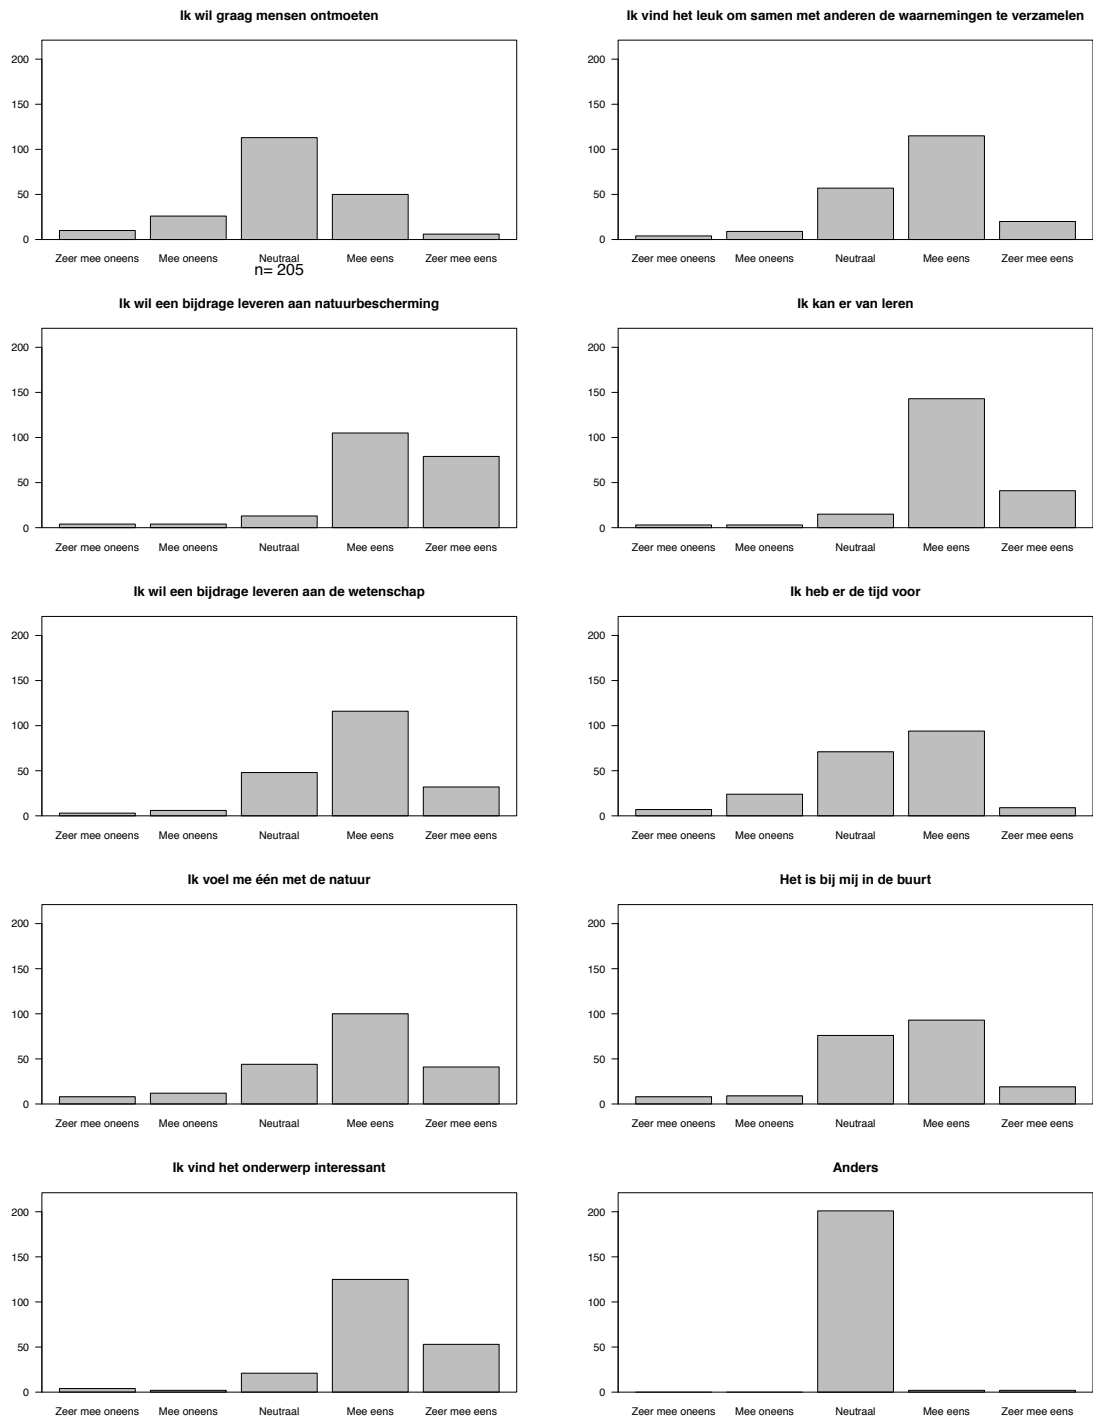 Ik wil graag mensen ontmoeten
200
150
100
50
0
Zeer mee oneens Mee oneens Neutraal Mee eens Zeer mee eens
n= 205
Ik vind het leuk om samen met anderen de waarnemingen te verzamelen
200
150
100
50
0
Zeer mee oneens Mee oneens Neutraal Mee eens Zeer mee eens
Ik wil een bijdrage leveren aan natuurbescherming
200
150
100
50
0
Zeer mee oneens Mee oneens Neutraal Mee eens Zeer mee eens
Ik kan er van leren
200
150
100
50
0
Zeer mee oneens Mee oneens Neutraal Mee eens Zeer mee eens
Ik wil een bijdrage leveren aan de wetenschap
200
150
100
50
0
Zeer mee oneens Mee oneens Neutraal Mee eens Zeer mee eens
Ik heb er de tijd voor
200
150
100
50
0
Zeer mee oneens Mee oneens Neutraal Mee eens Zeer mee eens
Ik voel me één met de natuur
200
150
100
50
0
Zeer mee oneens Mee oneens Neutraal Mee eens Zeer mee eens
Het is bij mij in de buurt
200
150
100
50
0
Zeer mee oneens Mee oneens Neutraal Mee eens Zeer mee eens
Ik vind het onderwerp interessant
200
150
100
50
0
Zeer mee oneens Mee oneens Neutraal Mee eens Zeer mee eens
Anders
200
150
100
50
0
Zeer mee oneens Mee oneens Neutraal Mee eens Zeer mee eens